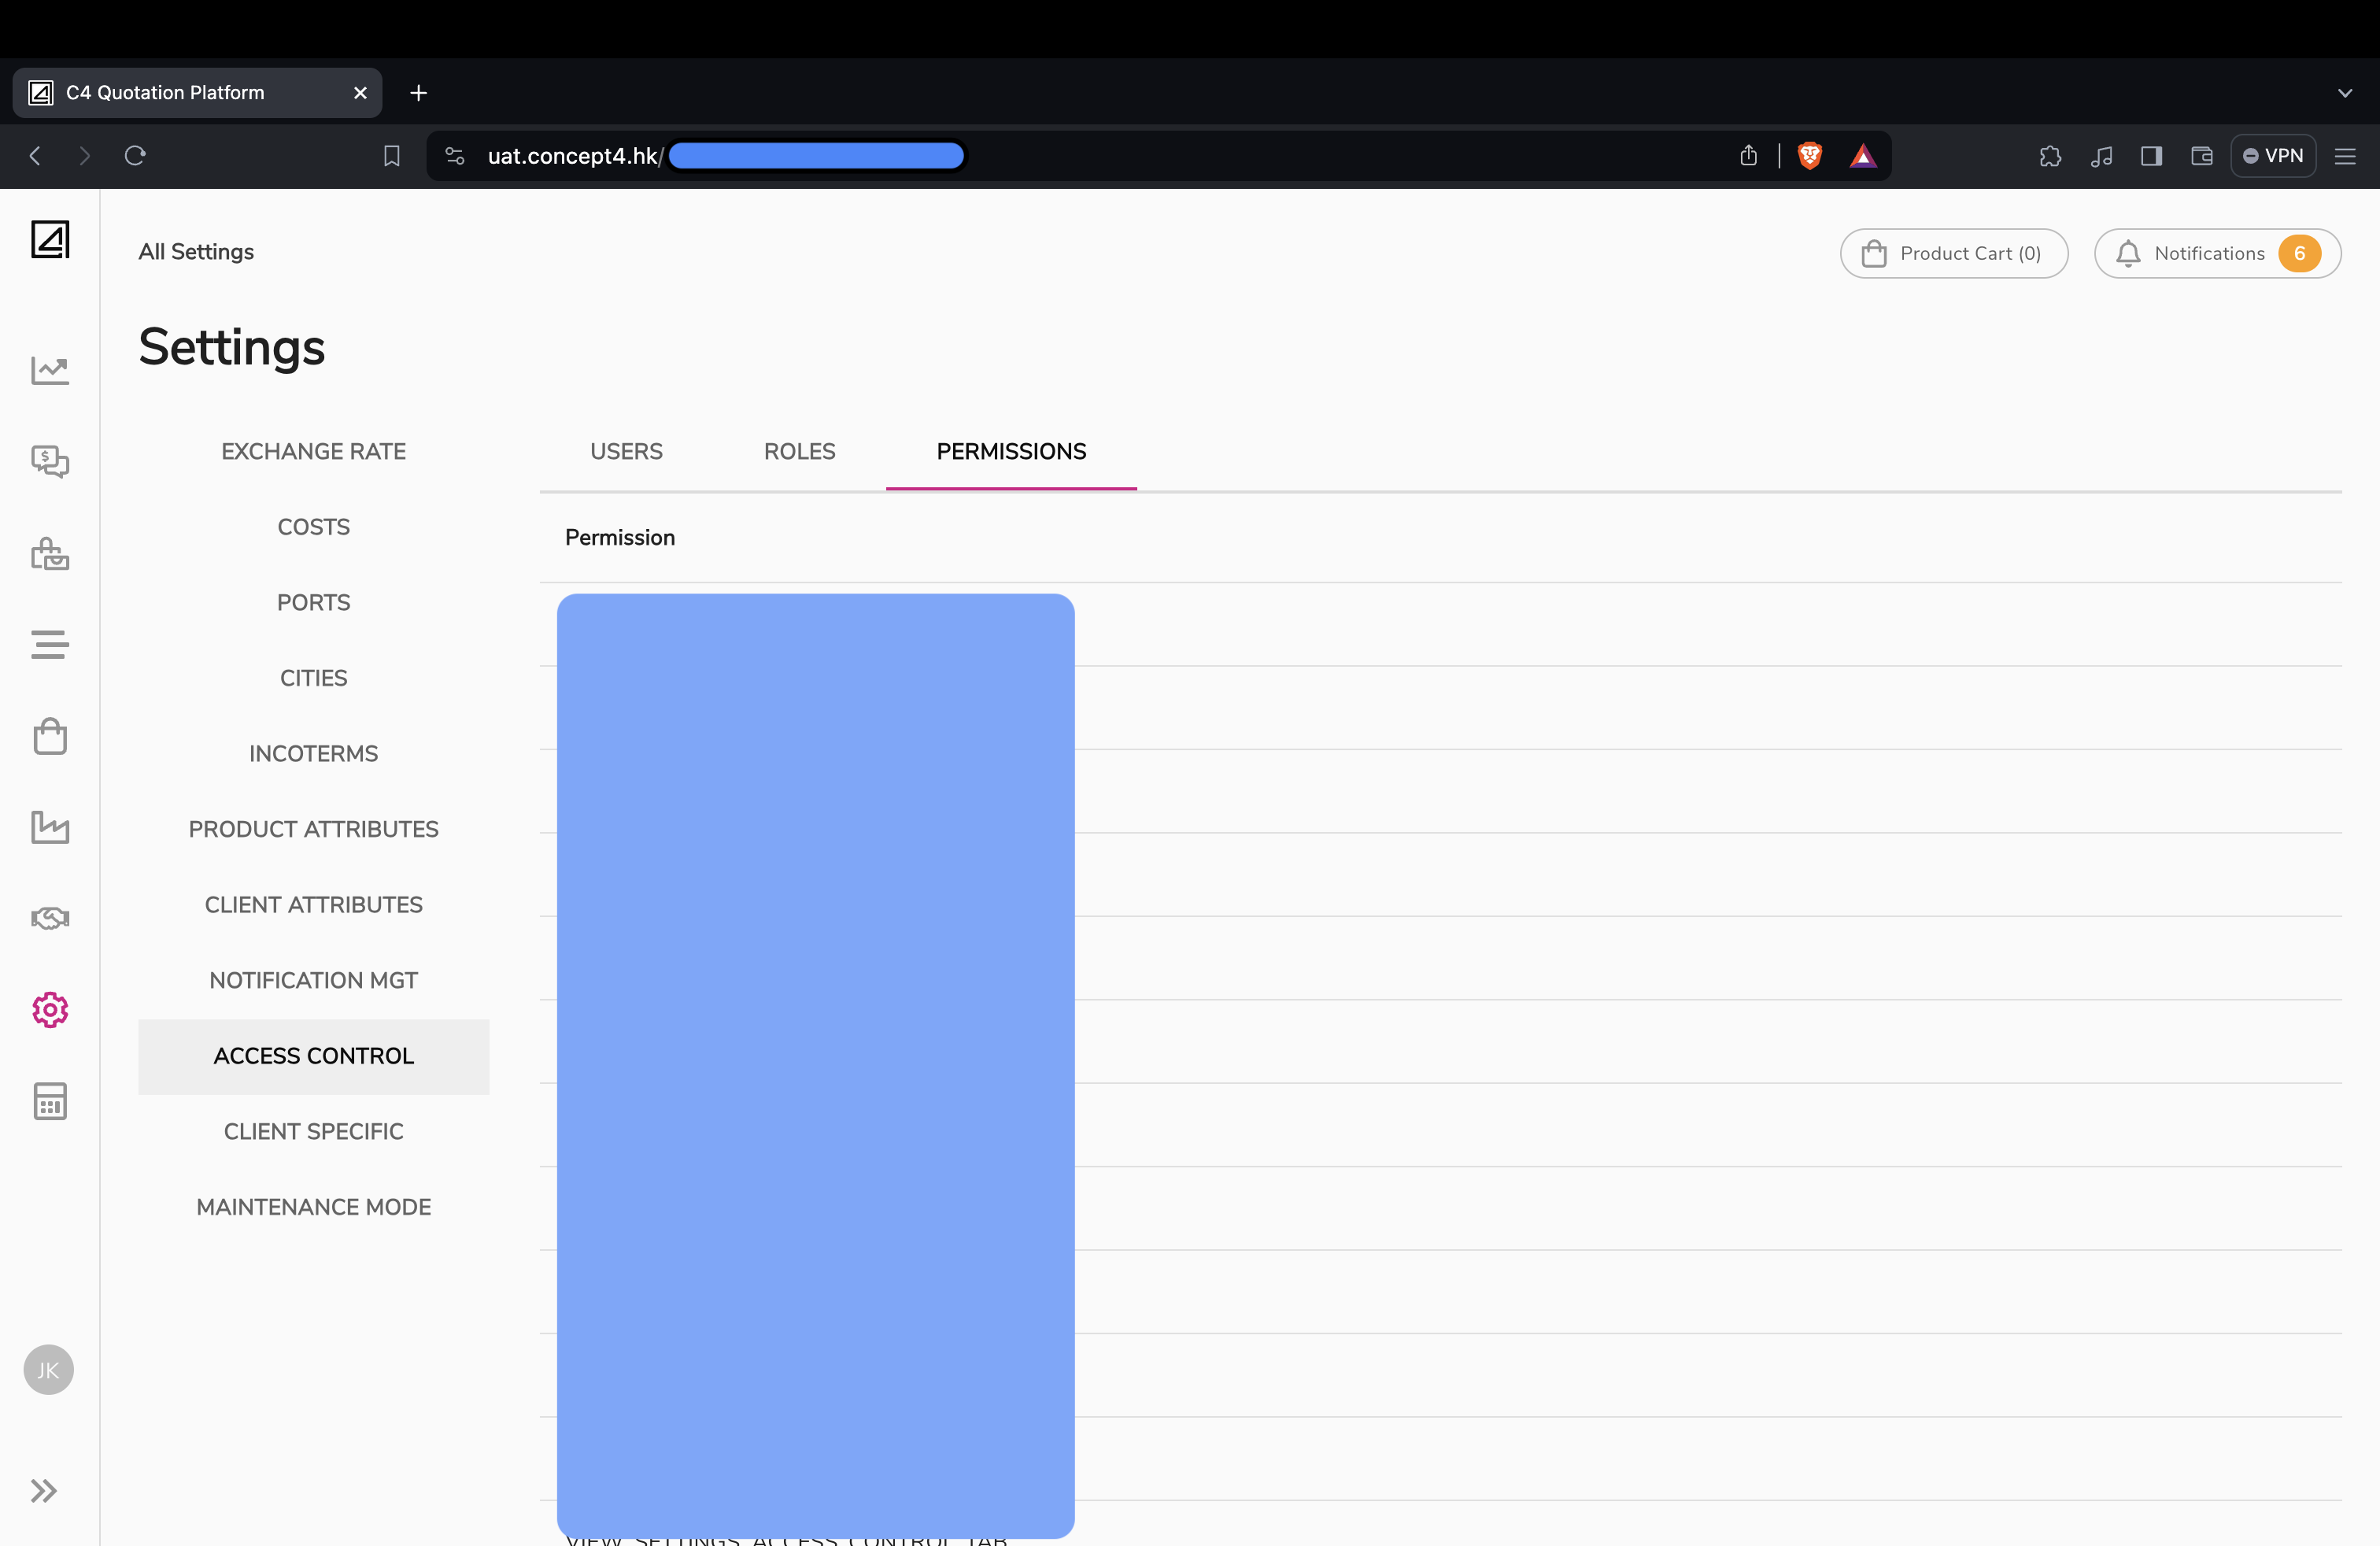 C4 Quotation Platform
uat.concept4.hk/
VPN
All Settings
Product Cart (0)
Notifications 6
Settings
EXCHANGE RATE
COSTS
PORTS
CITIES
INCOTERMS
PRODUCT ATTRIBUTES
CLIENT ATTRIBUTES
NOTIFICATION MGT
ACCESS CONTROL
CLIENT SPECIFIC
MAINTENANCE MODE
USERS
ROLES
PERMISSIONS
Permission
VIEW_SETTINGS_ACCESS_CONTROL_TAB
JK